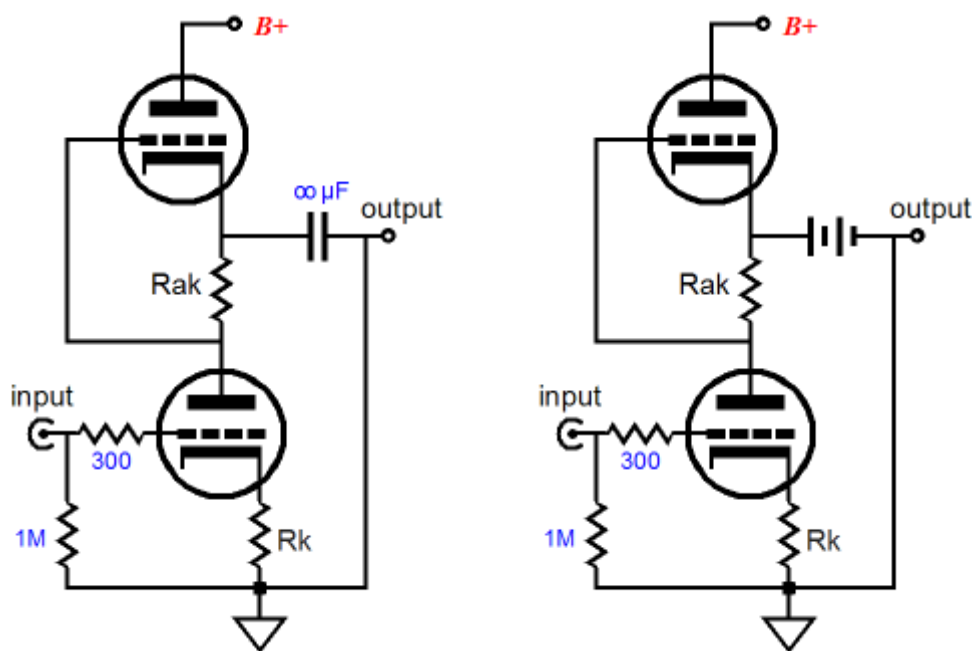 B+
∞ µF
output
Rak
input
300
1M
Rk
B+
output
Rak
input
300
1M
Rk